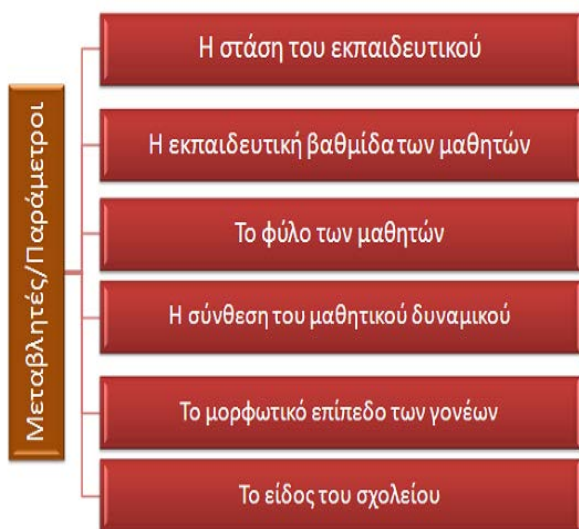 Μεταβλητές/Παράμετροι
Η στάση του εκπαιδευτικού
Η εκπαιδευτική βαθμίδα των μαθητών
Το φύλο των μαθητών
Η σύνθεση του μαθητικού δυναμικού
Το μορφωτικό επίπεδο των γονέων
Το είδος του σχολείου